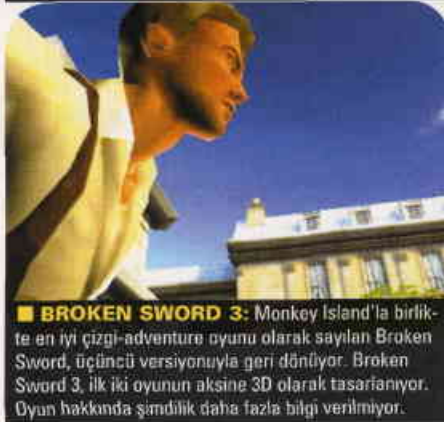 BROKEN SWORD 3: Monkey Island'la birlik-
te en iyi çizgi-adventure oyunu olarak sayılan Broken
Sword, üçüncü versiyonuyla geri dönüyor. Broken
Sword 3, ilk iki oyunun aksine 3D olarak tasarlanıyor.
Oyun hakkında şimdilik daha fazla bilgi verilmiyor.